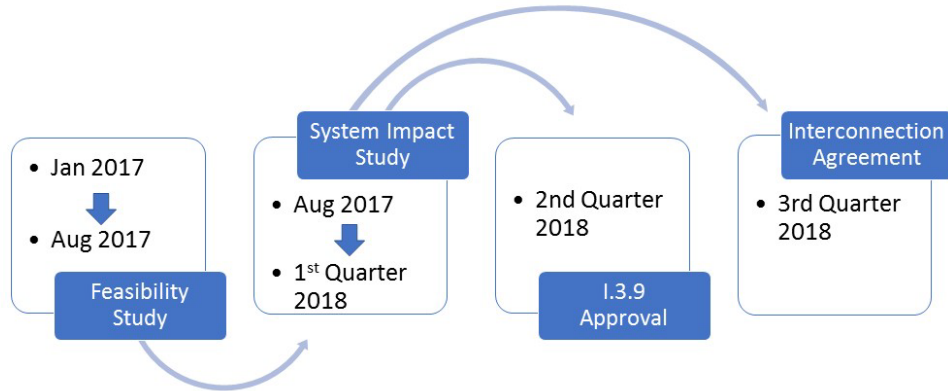 • Jan 2017
• Aug 2017
Feasibility
Study
System Impact
Study
• Aug 2017
• 1st Quarter
2018
• 2nd Quarter
2018
I.3.9
Approval
Interconnection
Agreement
• 3rd Quarter
2018